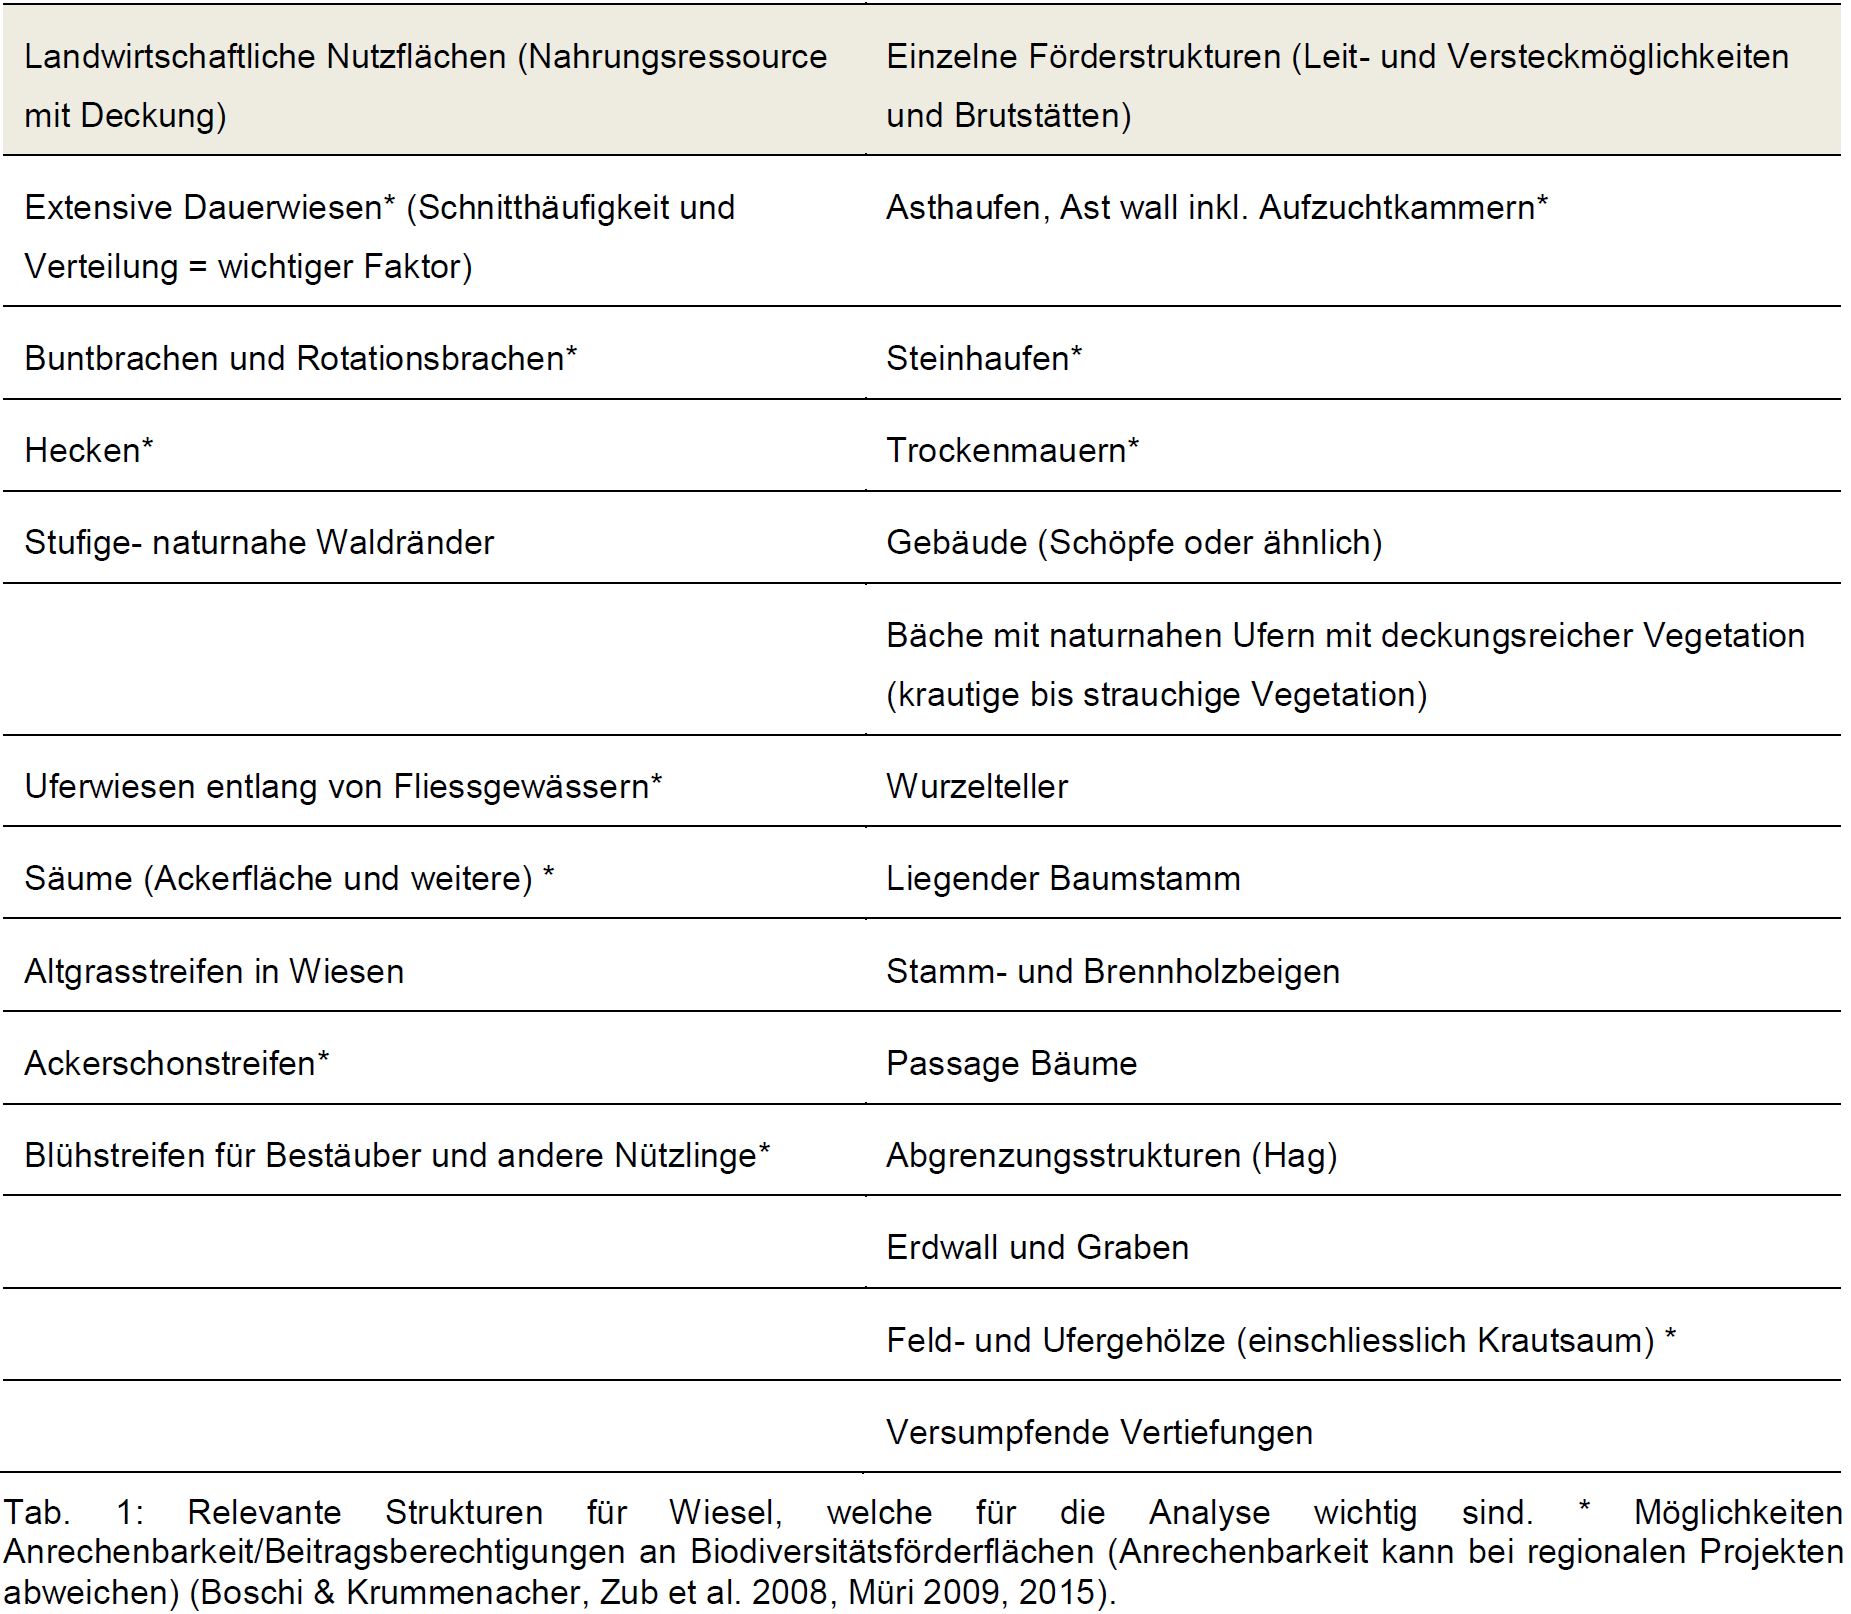 Landwirtschaftliche Nutzflächen (Nahrungsressource
mit Deckung)
Einzelne Förderstrukturen (Leit- und Versteckmöglichkeiten
und Brutstätten)
Extensive Dauerwiesen* (Schnitthäufigkeit und
Verteilung = wichtiger Faktor)
Asthaufen, Ast wall inkl. Aufzuchtkammern*
Buntbrachen und Rotationsbrachen*
Steinhaufen*
Hecken*
Trockenmauern*
Stufige- naturnahe Waldränder
Gebäude (Schöpfe oder ähnlich)
Bäche mit naturnahen Ufern mit deckungsreicher Vegetation
(krautige bis strauchige Vegetation)
Uferwiesen entlang von Fliessgewässern*
Wurzelteller
Säume (Ackerfläche und weitere) *
Liegender Baumstamm
Altgrasstreifen in Wiesen
Stamm- und Brennholzbeigen
Ackerschonstreifen*
Passage Bäume
Blühstreifen für Bestäuber und andere Nützlinge*
Abgrenzungsstrukturen (Hag)
Erdwall und Graben
Feld- und Ufergehölze (einschliesslich Krautsaum) *
Versumpfende Vertiefungen
Tab. 1: Relevante Strukturen für Wiesel, welche für die Analyse wichtig sind. * Möglichkeiten
Anrechenbarkeit/Beitragsberechtigungen an Biodiversitätsförderflächen (Anrechenbarkeit kann bei regionalen Projekten
abweichen) (Boschi & Krummenacher, Zub et al. 2008, Müri 2009, 2015).